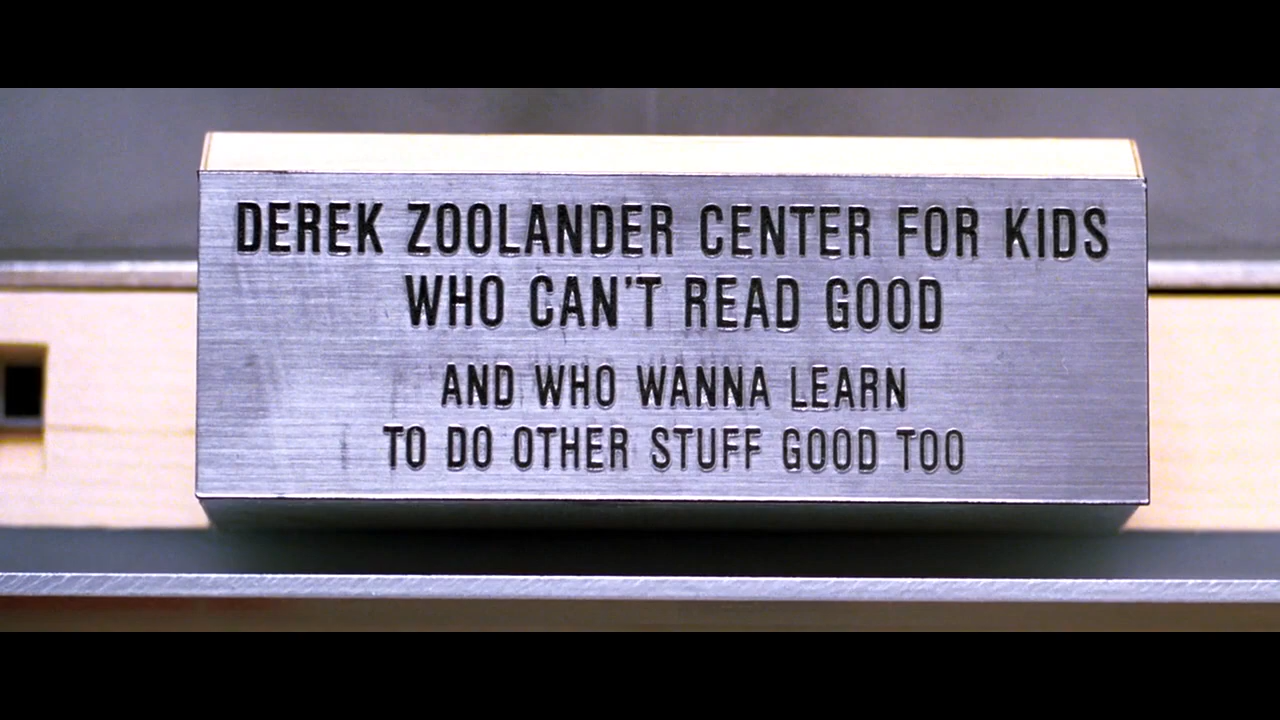 DEREK ZOOLANDER CENTER FOR KIDS
WHO CAN'T READ GOOD
AND WHO WANNA LEARN
TO DO OTHER STUFF GOOD TOO